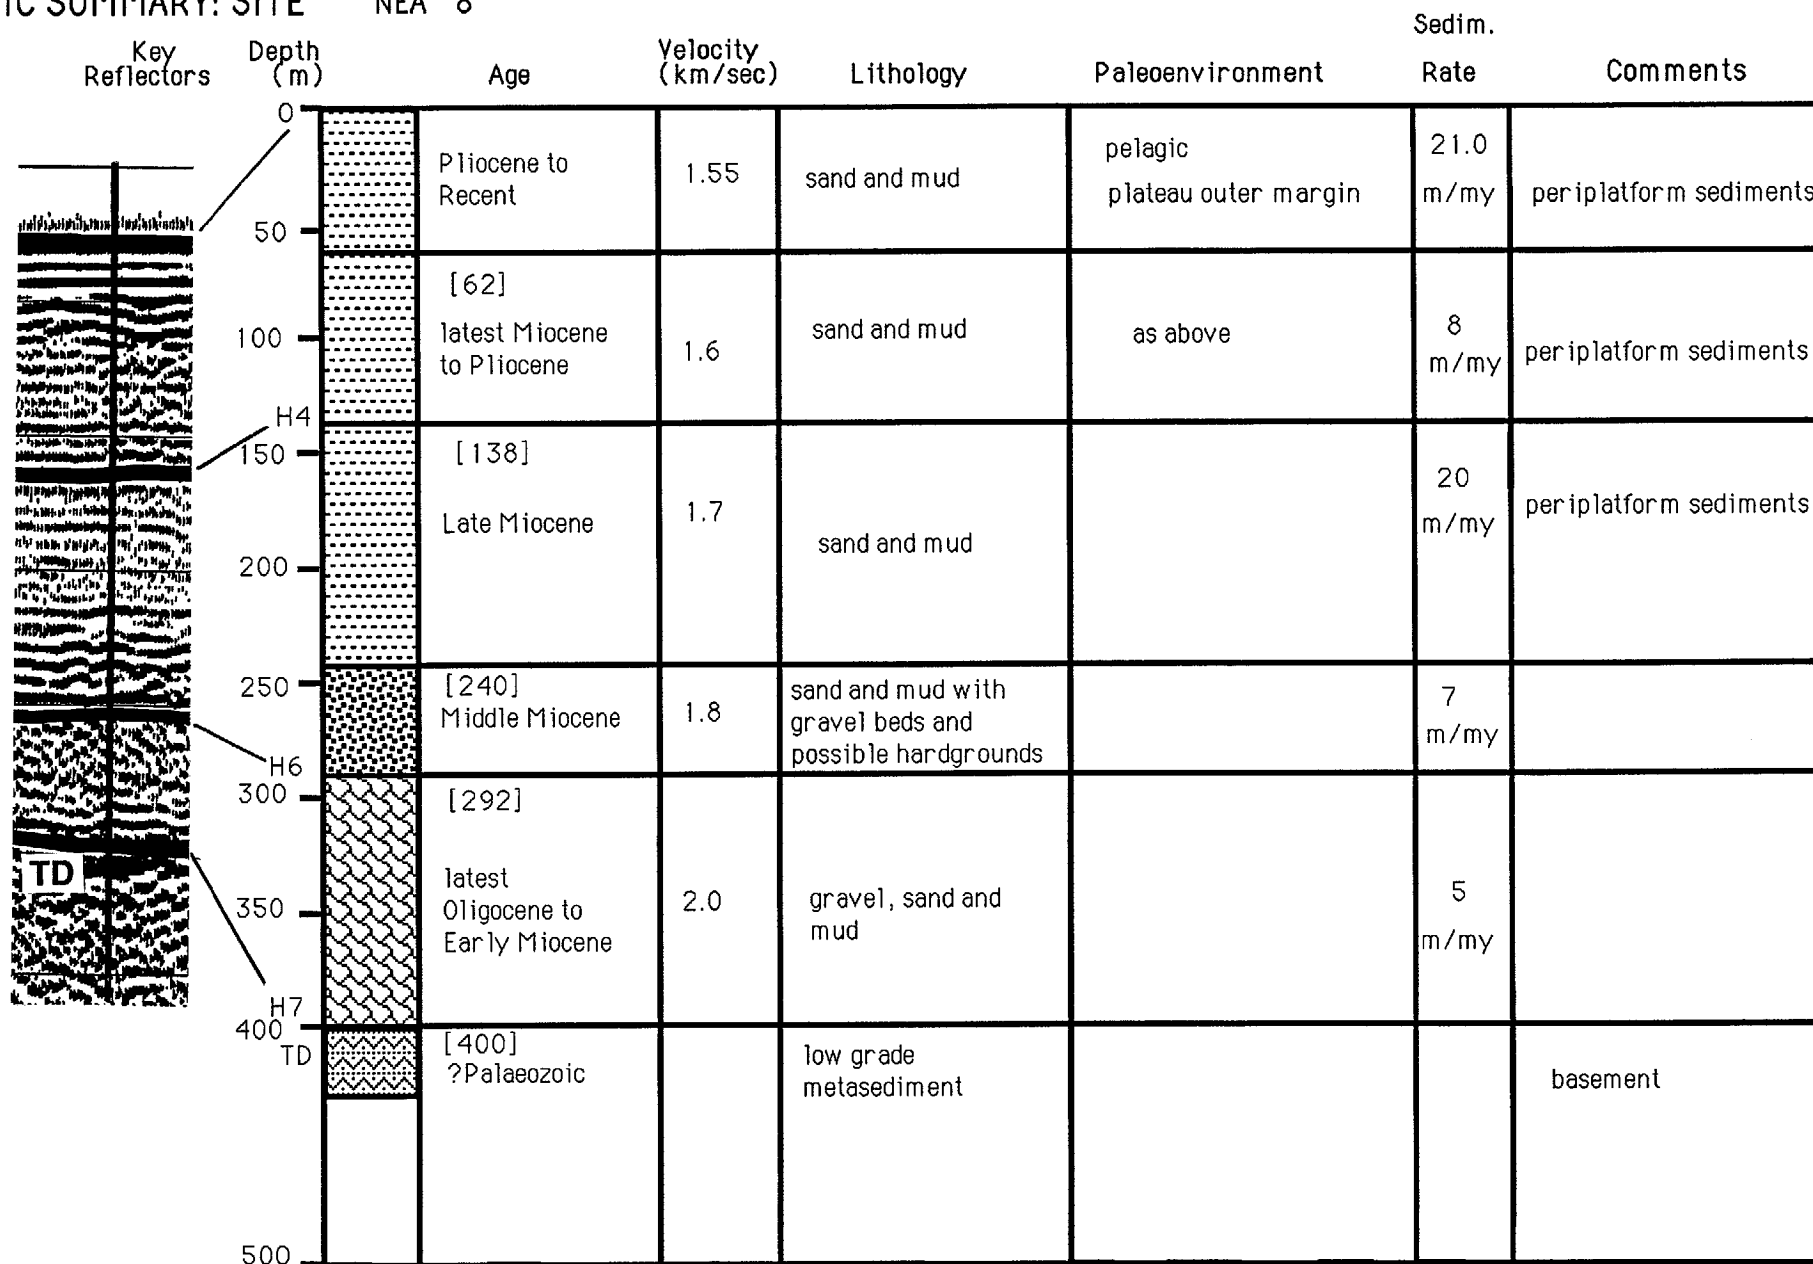 IC SUMMARY: SITE NEA 8
Key Reflectors
Depth (m)
Age
Velocity (km/sec)
Lithology
Paleoenvironment
Sedim. Rate
Comments
0
50
100
H4
150
200
250
H6
300
350
H7
400
TD
500
TD
Pliocene to
Recent
1.55
sand and mud
pelagic
plateau outer margin
21.0
m/my
periplatform sediments
[62]
latest Miocene
to Pliocene
1.6
sand and mud
as above
8
m/my
periplatform sediments
[138]
Late Miocene
1.7
sand and mud
20
m/my
periplatform sediments
[240]
Middle Miocene
1.8
sand and mud with
gravel beds and
possible hardgrounds
7
m/my
[292]
latest
Oligocene to
Early Miocene
2.0
gravel, sand and
mud
5
m/my
[400]
?Palaeozoic
low grade
metasediment
basement